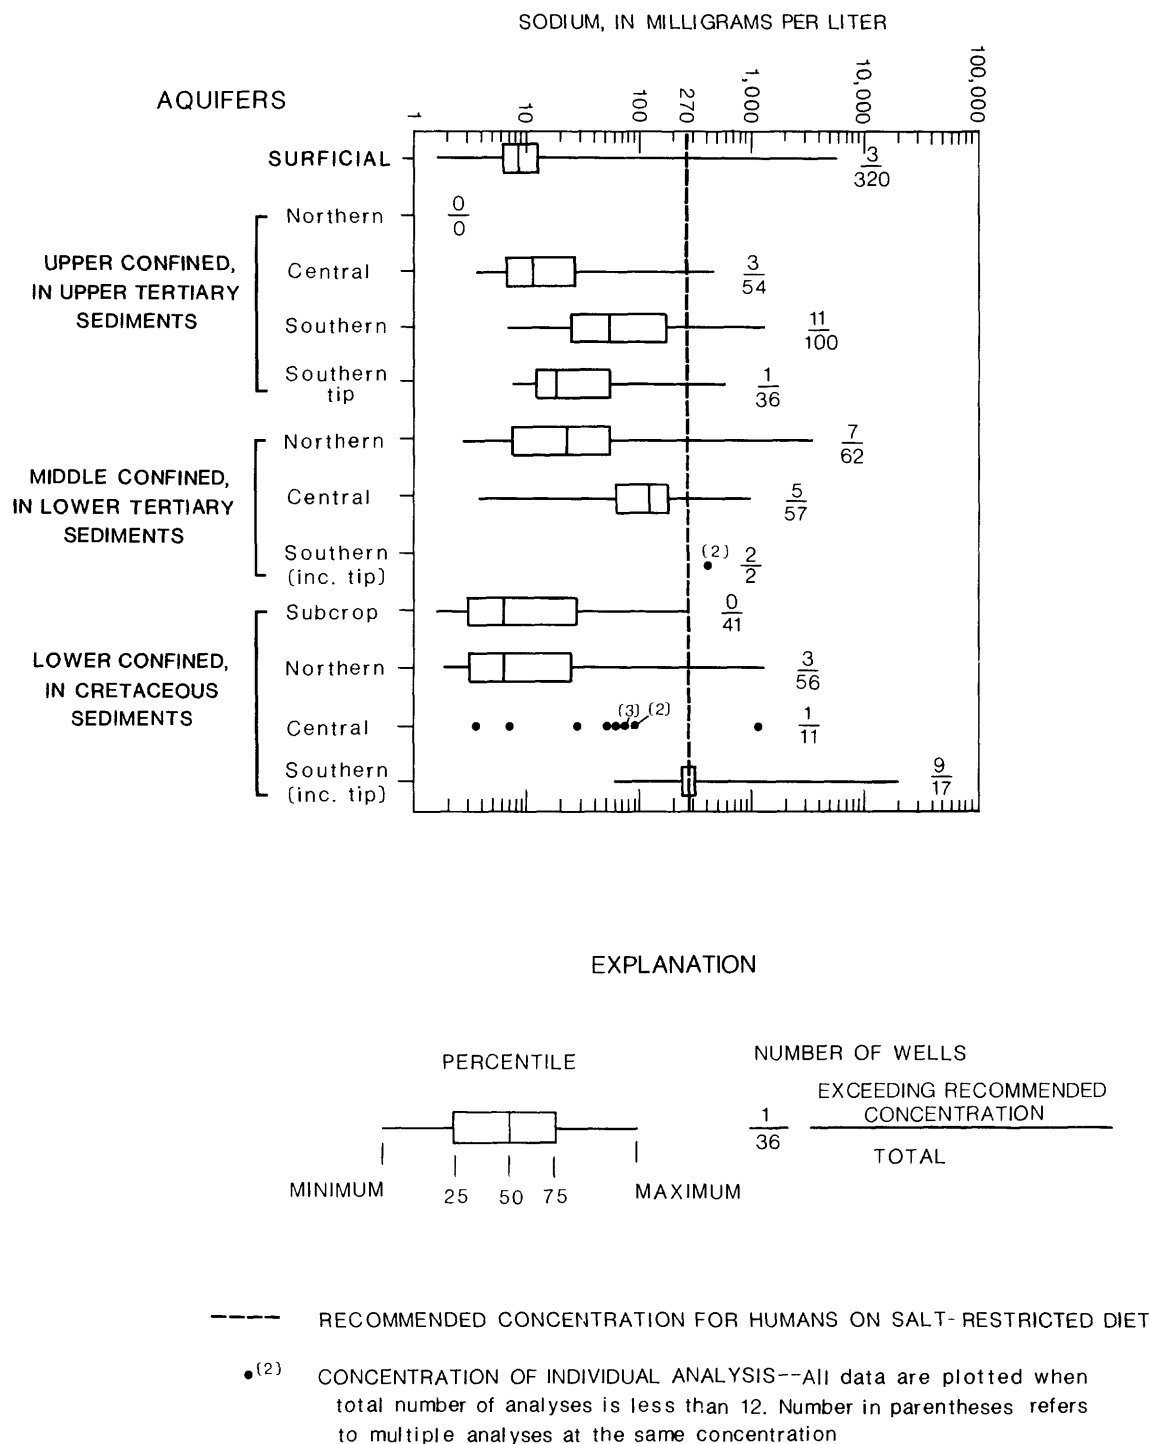 SODIUM, IN MILLIGRAMS PER LITER
AQUIFERS
1
10
100
270
1,000
10,000
100,000
SURFICIAL
3
320
UPPER CONFINED,
IN UPPER TERTIARY
SEDIMENTS
Northern
0
0
Central
3
54
Southern
11
100
Southern
tip
1
36
MIDDLE CONFINED,
IN LOWER TERTIARY
SEDIMENTS
Northern
7
62
Central
5
57
Southern
(inc. tip)
(2)
2
2
LOWER CONFINED,
IN CRETACEOUS
SEDIMENTS
Subcrop
0
41
Northern
3
56
Central
(3)
(2)
1
11
Southern
(inc. tip)
9
17
EXPLANATION
PERCENTILE
MINIMUM
25
50
75
MAXIMUM
NUMBER OF WELLS
1
36
EXCEEDING RECOMMENDED
CONCENTRATION
TOTAL
RECOMMENDED CONCENTRATION FOR HUMANS ON SALT-RESTRICTED DIET
(2) CONCENTRATION OF INDIVIDUAL ANALYSIS--All data are plotted when
total number of analyses is less than 12. Number in parentheses refers
to multiple analyses at the same concentration